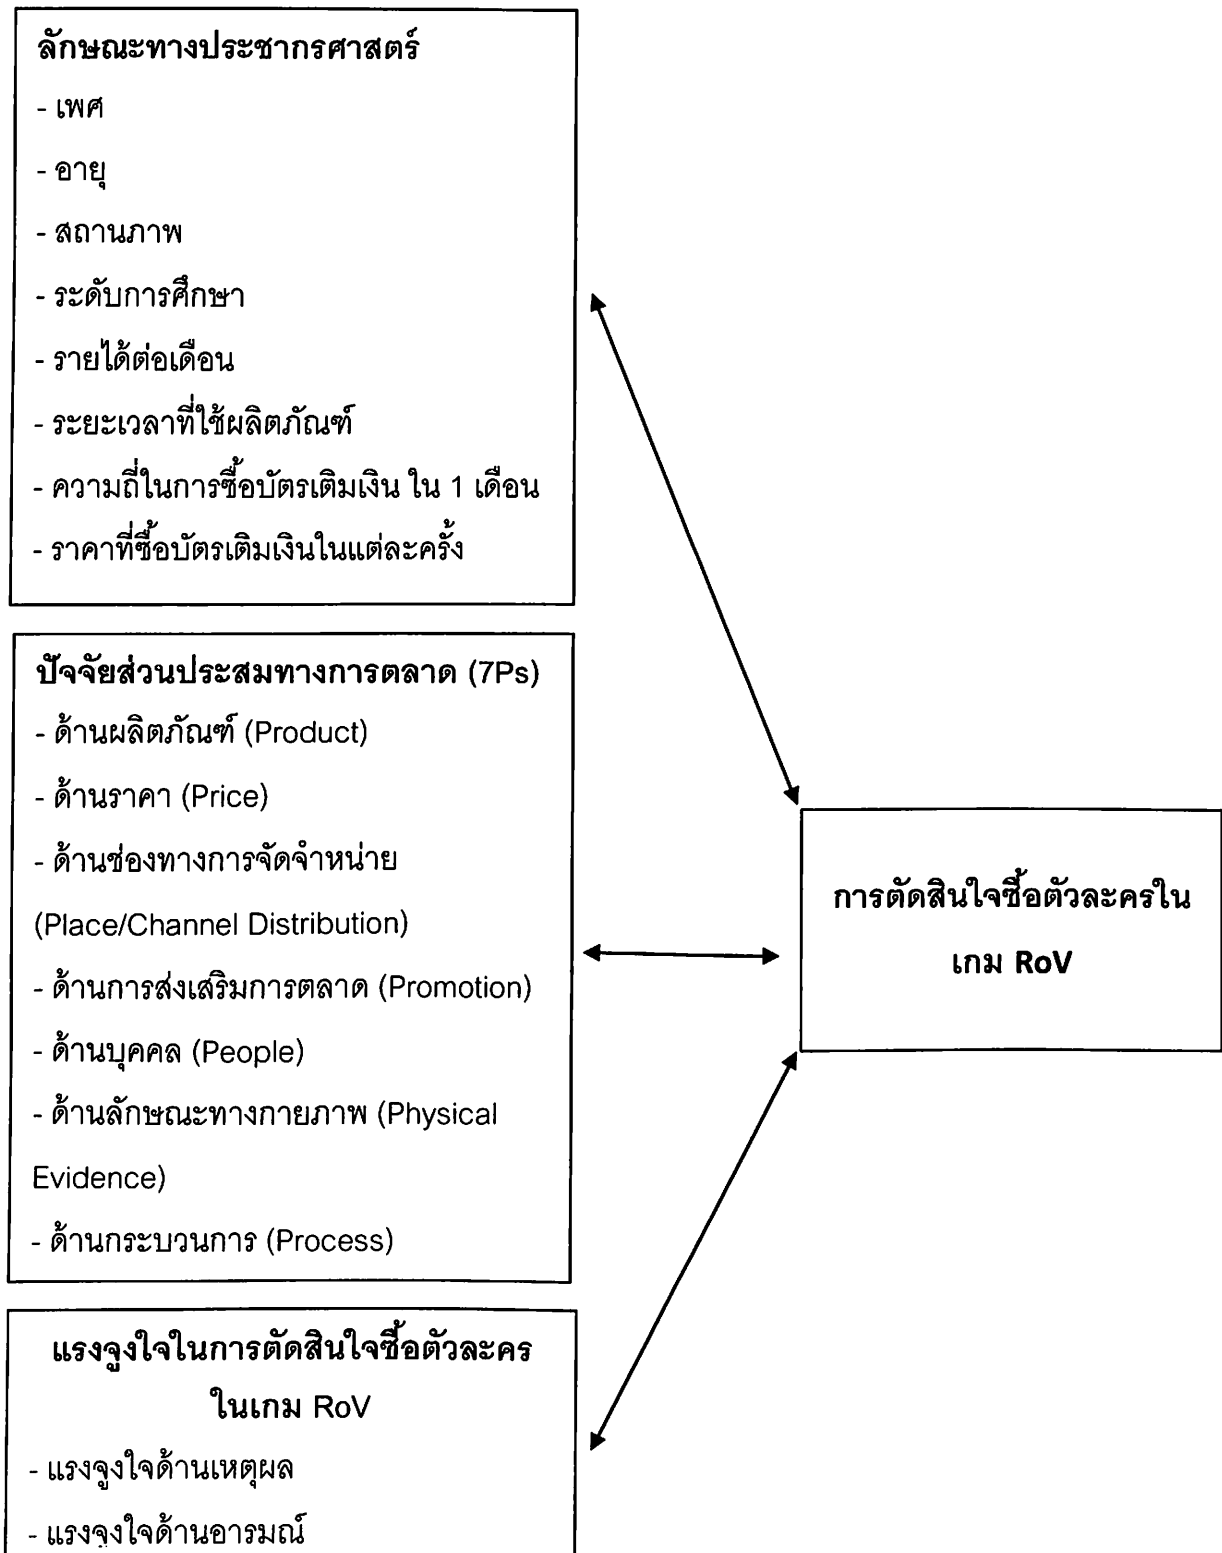 ลักษณะทางประชากรศาสตร์
- เพศ
- อายุ
- สถานภาพ
- ระดับการศึกษา
- รายได้ต่อเดือน
- ระยะเวลาที่ใช้ผลิตภัณฑ์
- ความถี่ในการซื้อบัตรเติมเงิน ใน 1 เดือน
- ราคาที่ซื้อบัตรเติมเงินในแต่ละครั้ง
ปัจจัยส่วนประสมทางการตลาด (7Ps)
- ด้านผลิตภัณฑ์ (Product)
- ด้านราคา (Price)
- ด้านช่องทางการจัดจำหน่าย
(Place/Channel Distribution)
- ด้านการส่งเสริมการตลาด (Promotion)
- ด้านบุคคล (People)
- ด้านลักษณะทางกายภาพ (Physical
Evidence)
- ด้านกระบวนการ (Process)
แรงจูงใจในการตัดสินใจซื้อตัวละคร
ในเกม RoV
- แรงจูงใจด้านเหตุผล
- แรงจูงใจด้านอารมณ์
การตัดสินใจซื้อตัวละครใน
เกม RoV